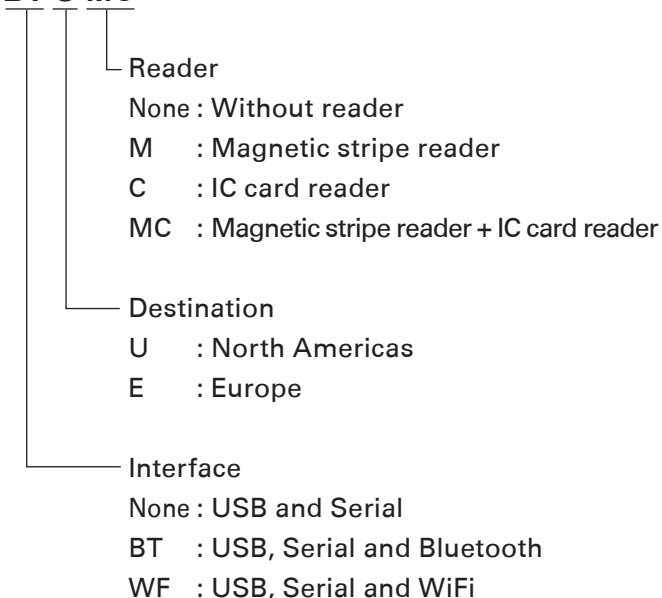 Reader
None : Without reader
M : Magnetic stripe reader
C : IC card reader
MC : Magnetic stripe reader + IC card reader
Destination
U : North Americas
E : Europe
Interface
None : USB and Serial
BT : USB, Serial and Bluetooth
WF : USB, Serial and WiFi